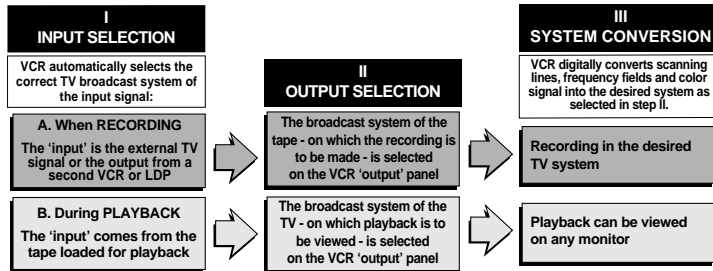 I
INPUT SELECTION
VCR automatically selects the
correct TV broadcast system of
the input signal:
A. When RECORDING
The ‘input’ is the external TV
signal or the output from a
second VCR or LDP
B. During PLAYBACK
The ‘input’ comes from the
tape loaded for playback
II
OUTPUT SELECTION
The broadcast system of the
tape - on which the recording is
to be made - is selected
on the VCR ‘output’ panel
The broadcast system of the
TV - on which playback is to
be viewed - is selected
on the VCR ‘output’ panel
III
SYSTEM CONVERSION
VCR digitally converts scanning
lines, frequency fields and color
signal into the desired system as
selected in step II.
Recording in the desired
TV system
Playback can be viewed
on any monitor